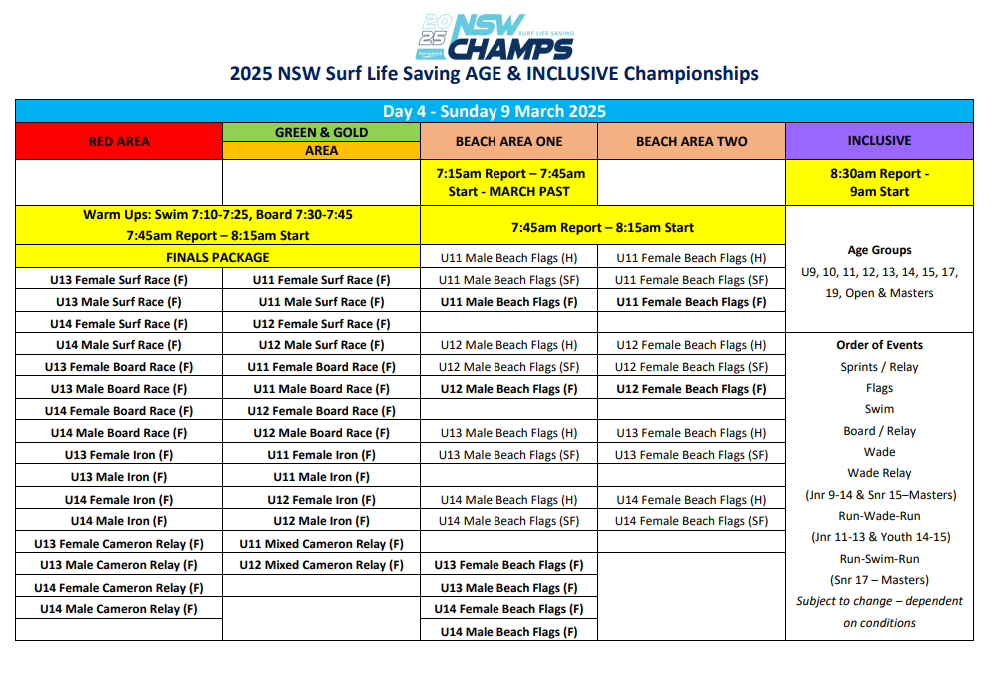 2025 NSW SURF LIFE SAVING
CHAMPS
2025 NSW Surf Life Saving AGE & INCLUSIVE Championships
Day 4 - Sunday 9 March 2025
RED AREA
GREEN & GOLD
AREA
BEACH AREA ONE
BEACH AREA TWO
INCLUSIVE
7:15am Report – 7:45am
Start - MARCH PAST
8:30am Report -
9am Start
Warm Ups: Swim 7:10-7:25, Board 7:30-7:45
7:45am Report – 8:15am Start
7:45am Report – 8:15am Start
FINALS PACKAGE
U11 Male Beach Flags (H)
U11 Female Beach Flags (H)
U13 Female Surf Race (F)
U11 Female Surf Race (F)
U11 Male Beach Flags (SF)
U11 Female Beach Flags (SF)
U13 Male Surf Race (F)
U11 Male Surf Race (F)
U11 Male Beach Flags (F)
U11 Female Beach Flags (F)
U14 Female Surf Race (F)
U12 Female Surf Race (F)
U14 Male Surf Race (F)
U12 Male Surf Race (F)
U12 Male Beach Flags (H)
U12 Female Beach Flags (H)
U13 Female Board Race (F)
U11 Female Board Race (F)
U12 Male Beach Flags (SF)
U12 Female Beach Flags (SF)
U13 Male Board Race (F)
U11 Male Board Race (F)
U12 Male Beach Flags (F)
U12 Female Beach Flags (F)
U14 Female Board Race (F)
U12 Female Board Race (F)
U14 Male Board Race (F)
U12 Male Board Race (F)
U13 Male Beach Flags (H)
U13 Female Beach Flags (H)
U13 Female Iron (F)
U11 Female Iron (F)
U13 Male Beach Flags (SF)
U13 Female Beach Flags (SF)
U13 Male Iron (F)
U11 Male Iron (F)
U14 Female Iron (F)
U12 Female Iron (F)
U14 Male Beach Flags (H)
U14 Female Beach Flags (H)
U14 Male Iron (F)
U12 Male Iron (F)
U14 Male Beach Flags (SF)
U14 Female Beach Flags (SF)
U13 Female Cameron Relay (F)
U11 Mixed Cameron Relay (F)
U13 Male Cameron Relay (F)
U12 Mixed Cameron Relay (F)
U13 Female Beach Flags (F)
U14 Female Cameron Relay (F)
U13 Male Beach Flags (F)
U14 Male Cameron Relay (F)
U14 Female Beach Flags (F)
U14 Male Beach Flags (F)
Age Groups
U9, 10, 11, 12, 13, 14, 15, 17,
19, Open & Masters
Order of Events
Sprints / Relay
Flags
Swim
Board / Relay
Wade
Wade Relay
(Jnr 9-14 & Snr 15–Masters)
Run-Wade-Run
(Jnr 11-13 & Youth 14-15)
Run-Swim-Run
(Snr 17 – Masters)
Subject to change – dependent
on conditions